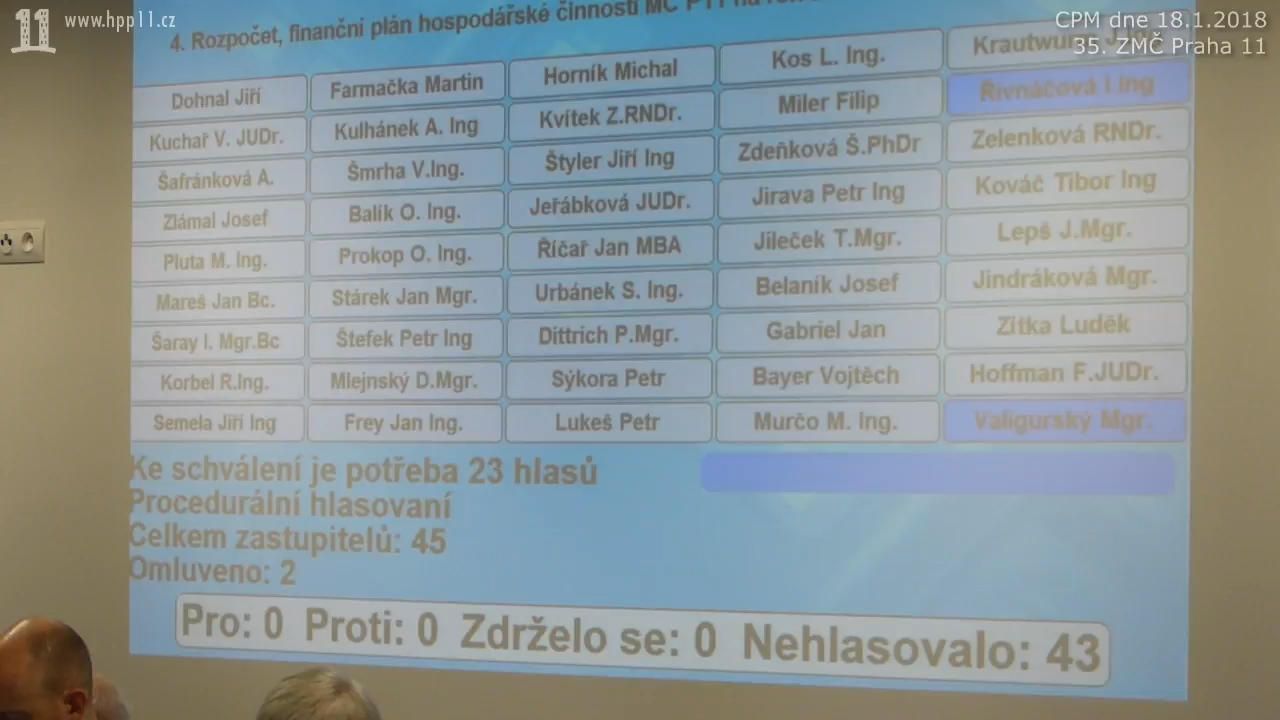 11 www.hpp11.cz
CPM dne 18.1.2018
35. ZMČ Praha 11
4. Rozpočet, finanční plán hospodářské činnosti MČ P11 na
Dohnal Jiří Farmačka Martin Horník Michal Kos L. Ing.
Kuchař V. JUDr. Kulhánek A. Ing Kvítek Z.RNDr. Miler Filip Řivnáčová I.Ing
Šafránková A. Šmrha V.Ing. Štyler Jiří Ing Zdeňková Š.PhDr Zelenková RNDr.
Zlámal Josef Balík O. Ing. Jeřábková JUDr. Jirava Petr Ing Kováč Tibor Ing
Pluta M. Ing. Prokop O. Ing. Říčař Jan MBA Jileček T.Mgr. Lepš J.Mgr.
Mareš Jan Bc. Stárek Jan Mgr. Urbánek S. Ing. Belaník Josef Jindráková Mgr.
Šaray I. Mgr.Bc Štefek Petr Ing Dittrich P.Mgr. Gabriel Jan Zítka Luděk
Korbel R.Ing. Mlejnský D.Mgr. Sýkora Petr Bayer Vojtěch Hoffman F.JUDr.
Semela Jiří Ing Frey Jan Ing. Lukeš Petr Murčo M. Ing. Valigurský Mgr.
Ke schválení je potřeba 23 hlasů
Procedurální hlasovaní
Celkem zastupitelů: 45
Omluveno: 2
Pro: 0 Proti: 0 Zdrželo se: 0 Nehlasovalo: 43